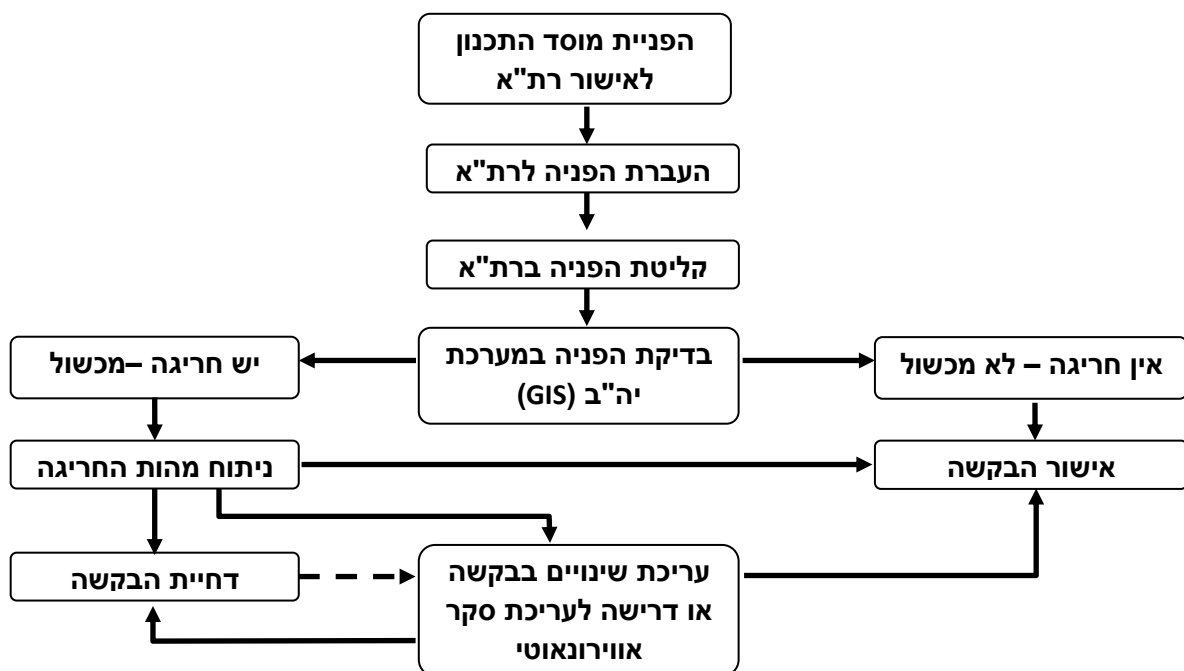 הפניית מוסד התכנון
לאישור רת"א
העברת הפניה לרת"א
קליטת הפניה ברת"א
בדיקת הפניה במערכת
יה"ב (GIS)
אין חריגה – לא מכשול
יש חריגה –מכשול
אישור הבקשה
ניתוח מהות החריגה
עריכת שינויים בבקשה
או דרישה לעריכת סקר
אווירונאוטי
דחיית הבקשה